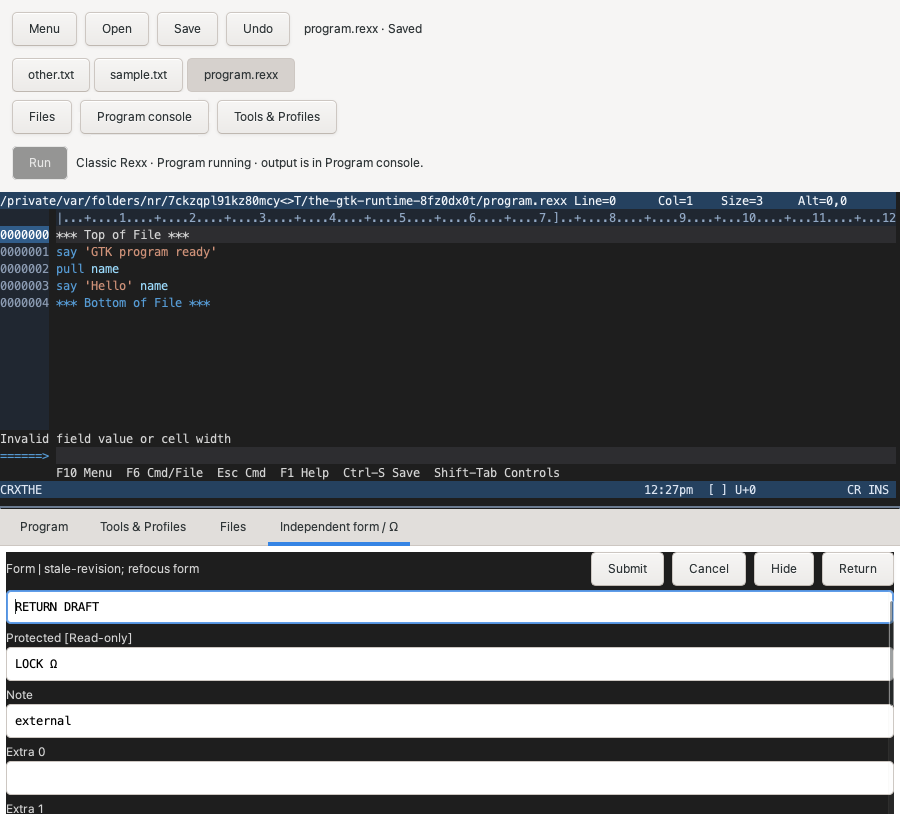 Menu Open Save Undo program.rexx · Saved
other.txt sample.txt program.rexx
Files Program console Tools & Profiles
Run Classic Rexx · Program running · output is in Program console.
/private/var/folders/nr/7ckzqpl91kz80mcy<>T/the-gtk-runtime-8fz0dx0t/program.rexx Line=0 Col=1 Size=3 Alt=0,0
|...+....1....+....2....+....3....+....4....+....5....+....6....+....7.]..+....8....+....9....+...10....+...11....+...12
0000000 *** Top of File ***
0000001 say 'GTK program ready'
0000002 pull name
0000003 say 'Hello' name
0000004 *** Bottom of File ***
Invalid field value or cell width
======>
F10 Menu F6 Cmd/File Esc Cmd F1 Help Ctrl-S Save Shift-Tab Controls
CRXTHE 12:27pm [ ] U+0 CR INS
Program Tools & Profiles Files Independent form / Ω
Form | stale-revision; refocus form Submit Cancel Hide Return
RETURN DRAFT
Protected [Read-only]
LOCK Ω
Note
external
Extra 0
Extra 1